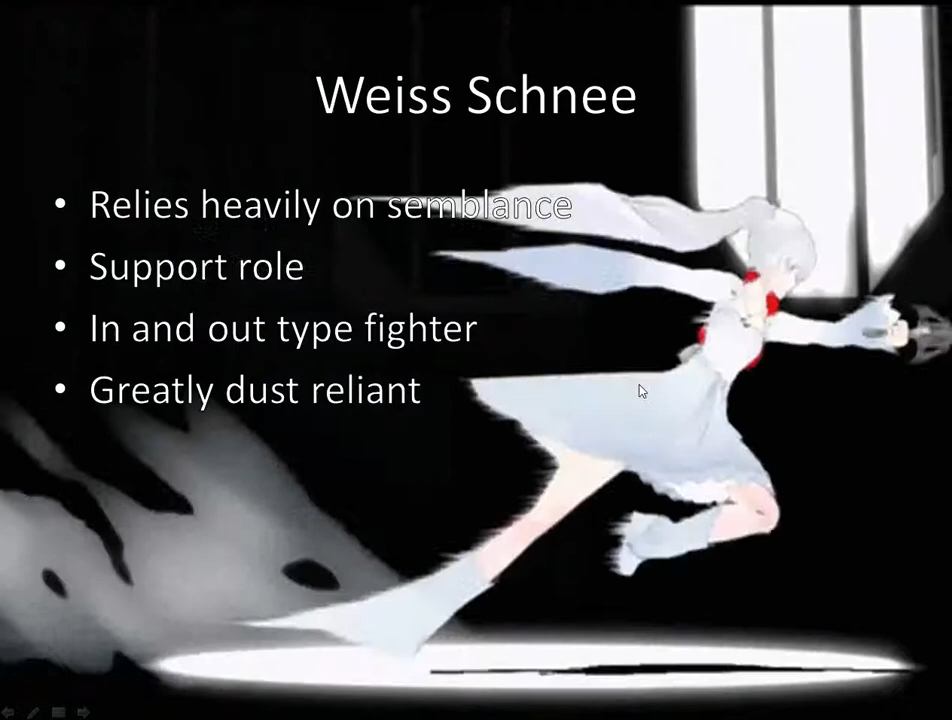 Weiss Schnee
• Relies heavily on semblance
• Support role
• In and out type fighter
• Greatly dust reliant